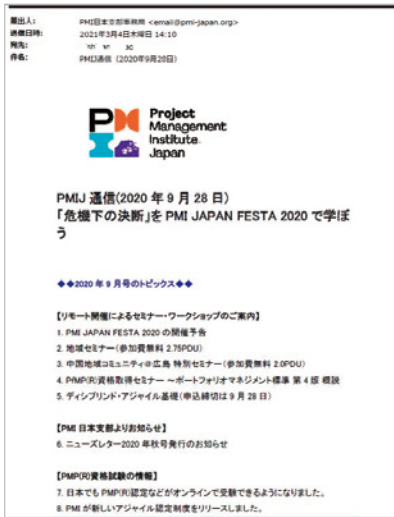 差出人: PMI日本支部事務局 <email@pmi-japan.org>
送信日時: 2021年3月4日木曜日 14:10
宛先:
件名: PMIJ通信(2020年9月28日)
PMI
Project
Management
Institute
Japan
PMIJ 通信(2020 年 9 月 28 日)
「危機下の決断」を PMI JAPAN FESTA 2020 で学ぼ
う
◆◆2020 年 9 月号のトピックス◆◆
【リモート開催によるセミナー・ワークショップのご案内】
1. PMI JAPAN FESTA 2020 の開催予告
2. 地域セミナー(参加費無料 2.75PDU)
3. 中国地域コミュニティ@広島 特別セミナー(参加費無料 2.0PDU)
4. PfMP(R)資格取得セミナー ～ポートフォリオマネジメント標準 第 4 版 概説
5. ディシプリンド・アジャイル基礎(申込締切は 9 月 28 日)
【PMI 日本支部よりお知らせ】
6. ニューズレター2020 年秋号発行のお知らせ
【PMP(R)資格試験の情報】
7. 日本でも PMP(R)認定などがオンラインで受験できるようになりました。
8. PMI が新しいアジャイル認定制度をリリースしました。